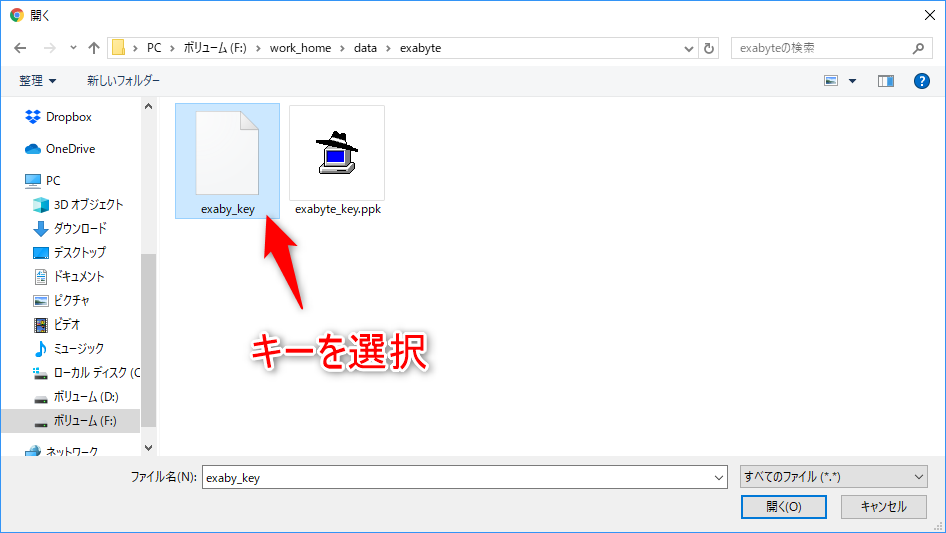 開く
PC › ボリューム (F:) › work_home › data › exabyte
exabyteの検索
整理
新しいフォルダー
Dropbox
OneDrive
PC
3D オブジェクト
ダウンロード
デスクトップ
ドキュメント
ピクチャ
ビデオ
ミュージック
ローカル ディスク (C
ボリューム (D:)
ボリューム (F:)
ネットワーク
exaby_key
exabyte_key.ppk
キーを選択
ファイル名(N):
exaby_key
すべてのファイル (*.*)
開く(O)
キャンセル